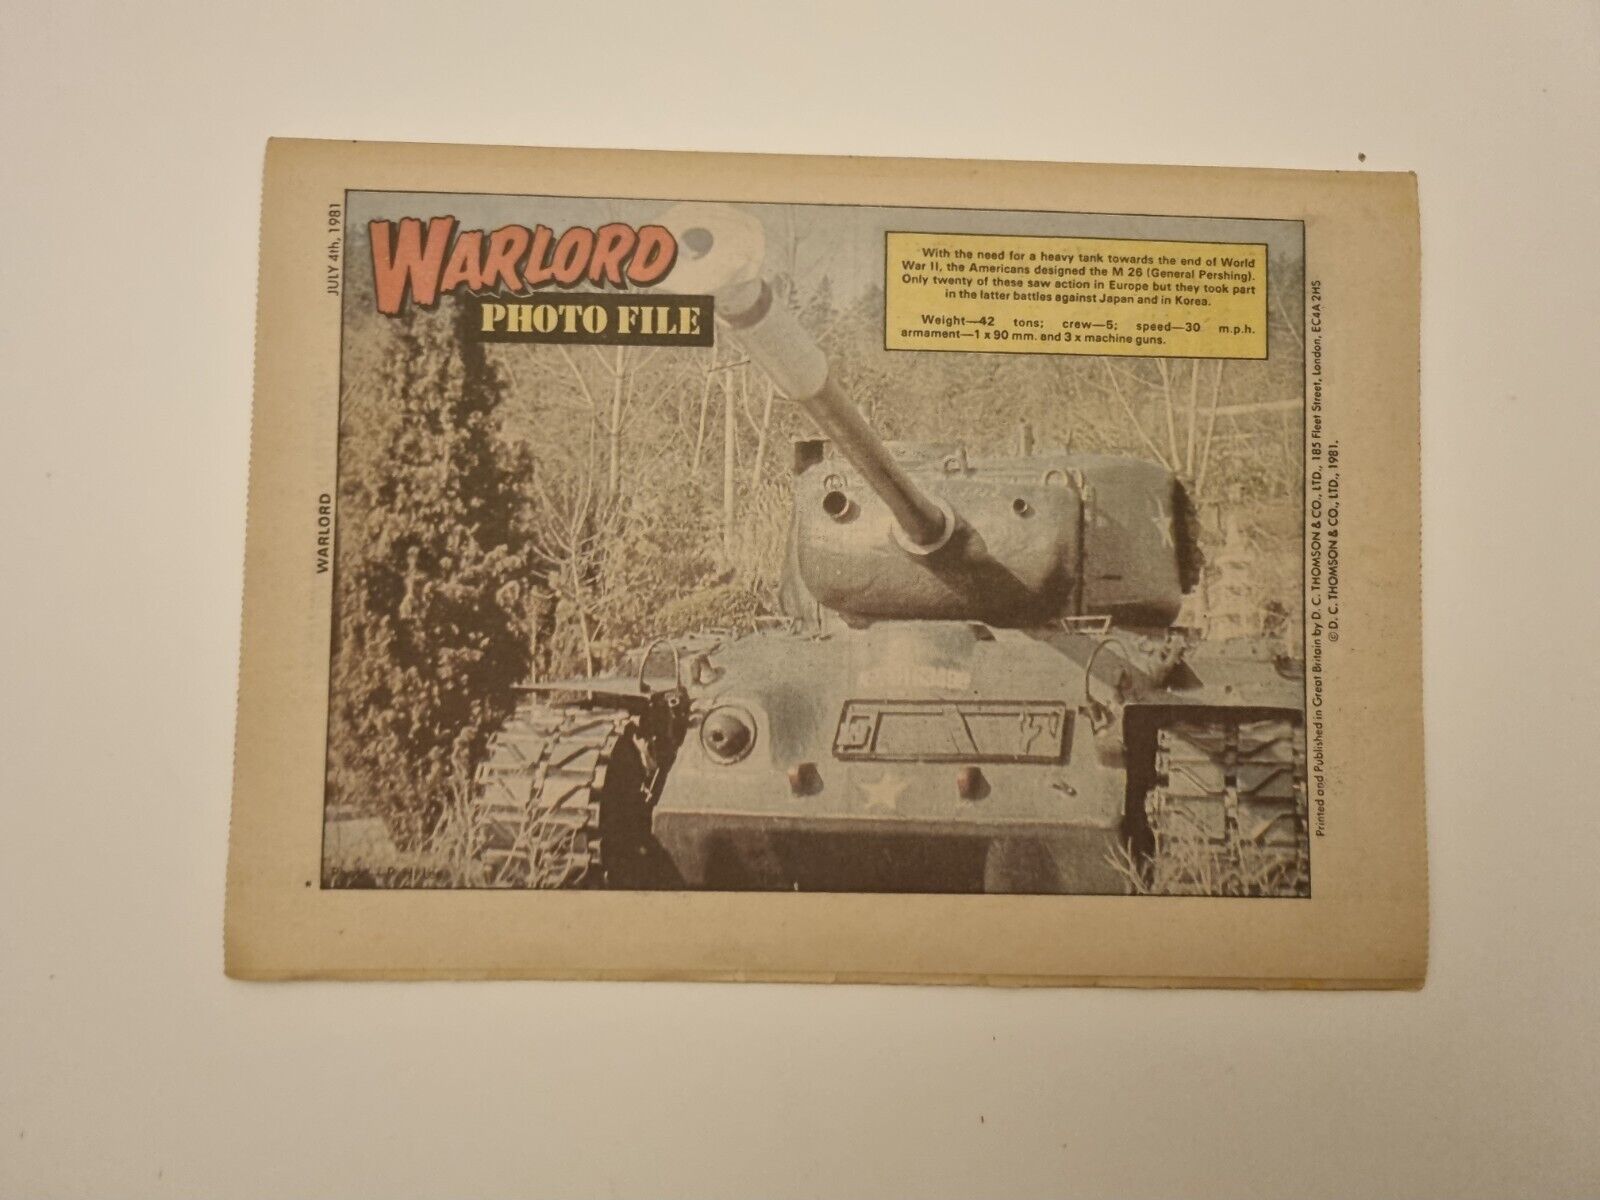 JULY 4th, 1981
WARLORD
WARLORD
PHOTO FILE
With the need for a heavy tank towards the end of World
War II, the Americans designed the M 26 (General Pershing).
Only twenty of these saw action in Europe but they took part
in the latter battles against Japan and in Korea.
Weight—42 tons; crew—5; speed—30 m.p.h.
armament—1 x 90 mm. and 3 x machine guns.
Printed and Published in Great Britain by D. C. THOMSON & CO., LTD., 185 Fleet Street, London, EC4A 2HS
© D. C. THOMSON & CO., LTD., 1981.